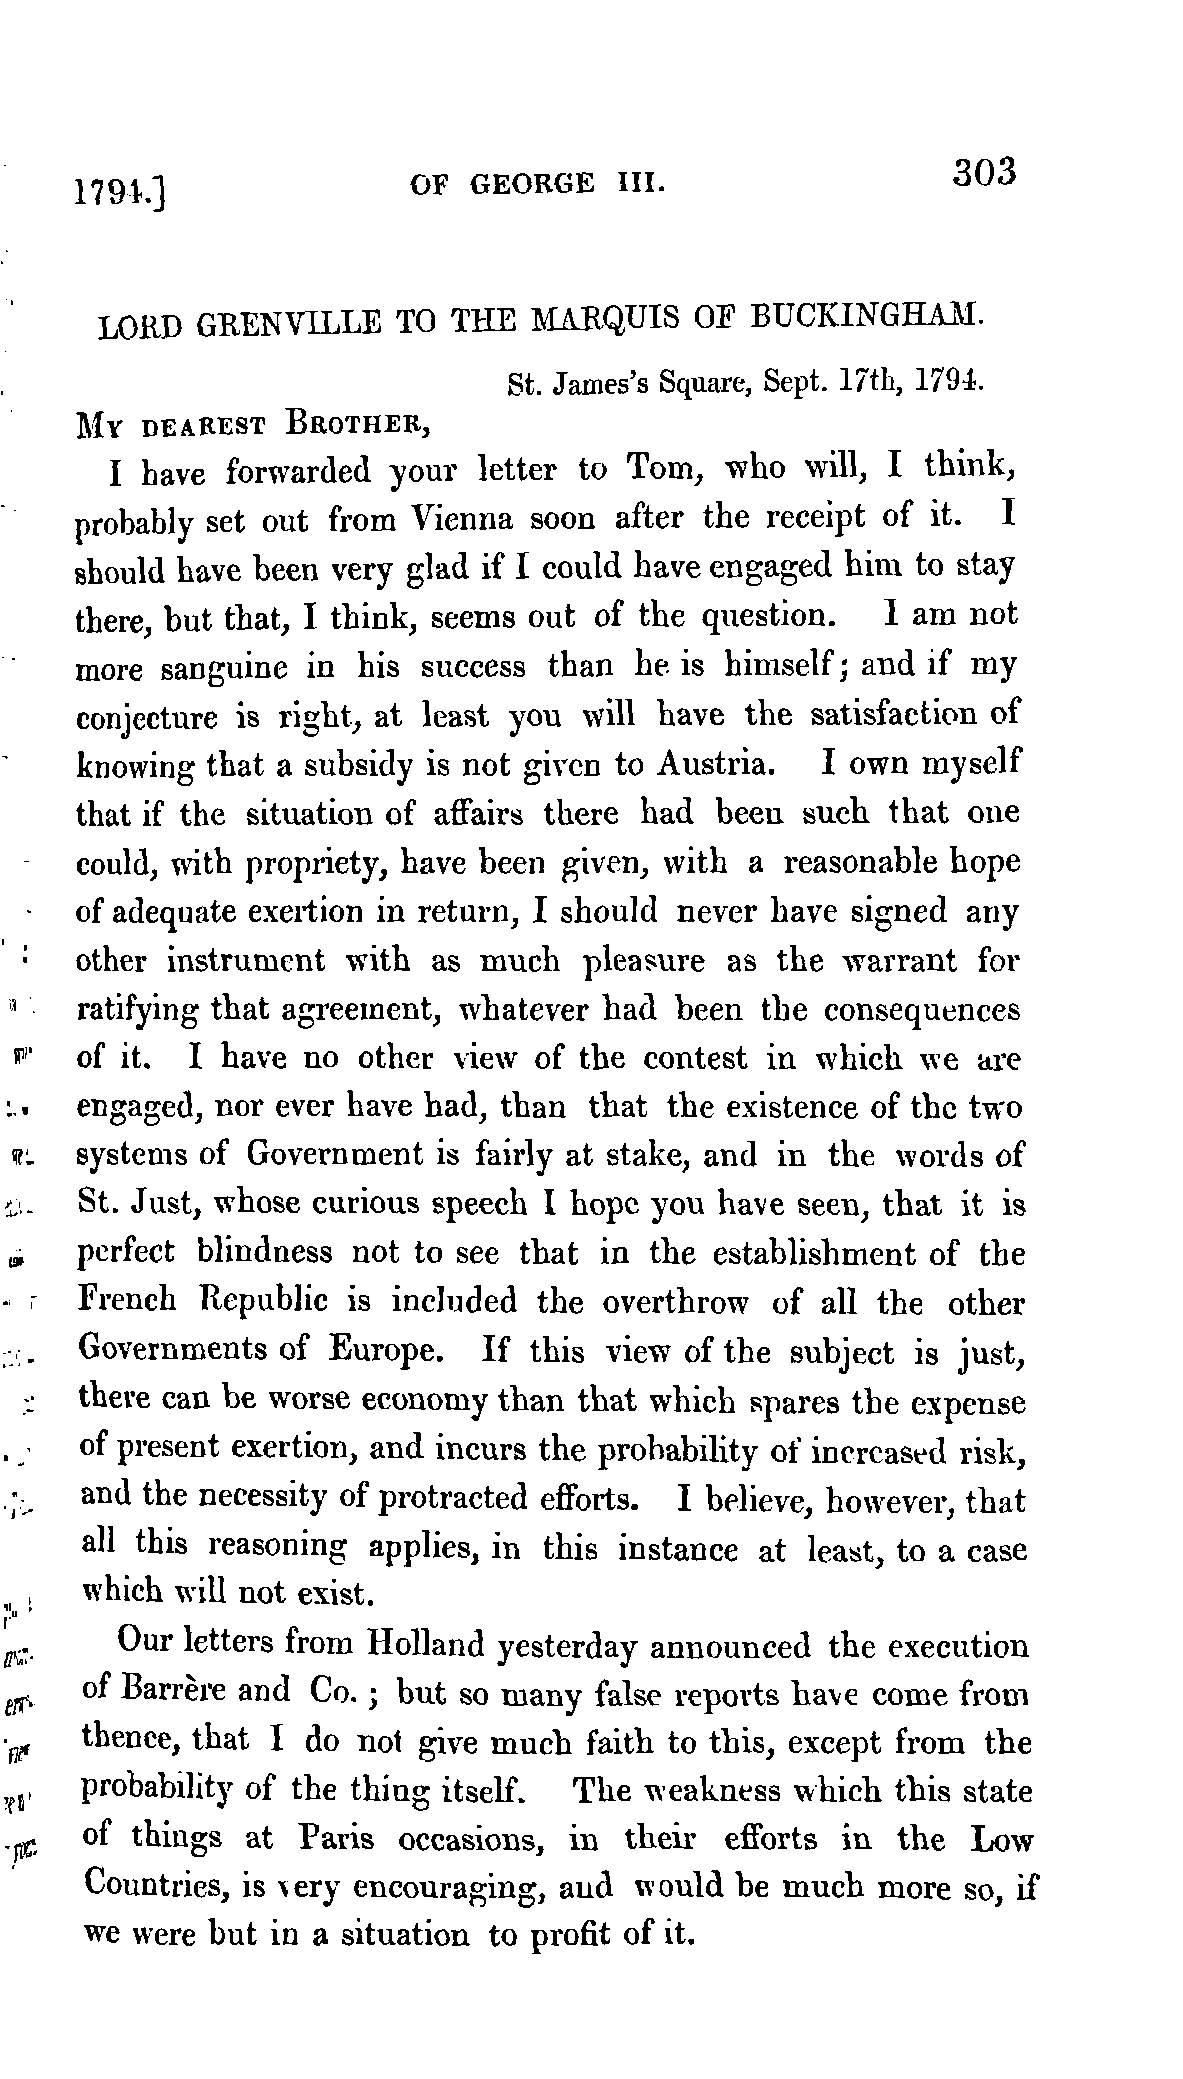 1794.] OF GEORGE III. 303
LORD GRENVILLE TO THE MARQUIS OF BUCKINGHAM.
St. James's Square, Sept. 17th, 1794.
MY DEAREST BROTHER,
I have forwarded your letter to Tom, who will, I think,
probably set out from Vienna soon after the receipt of it. I
should have been very glad if I could have engaged him to stay
there, but that, I think, seems out of the question. I am not
more sanguine in his success than he is himself; and if my
conjecture is right, at least you will have the satisfaction of
knowing that a subsidy is not given to Austria. I own myself
that if the situation of affairs there had been such that one
could, with propriety, have been given, with a reasonable hope
of adequate exertion in return, I should never have signed any
other instrument with as much pleasure as the warrant for
ratifying that agreement, whatever had been the consequences
of it. I have no other view of the contest in which we are
engaged, nor ever have had, than that the existence of the two
systems of Government is fairly at stake, and in the words of
St. Just, whose curious speech I hope you have seen, that it is
perfect blindness not to see that in the establishment of the
French Republic is included the overthrow of all the other
Governments of Europe. If this view of the subject is just,
there can be worse economy than that which spares the expense
of present exertion, and incurs the probability of increased risk,
and the necessity of protracted efforts. I believe, however, that
all this reasoning applies, in this instance at least, to a case
which will not exist.
Our letters from Holland yesterday announced the execution
of Barrère and Co.; but so many false reports have come from
thence, that I do not give much faith to this, except from the
probability of the thing itself. The weakness which this state
of things at Paris occasions, in their efforts in the Low
Countries, is very encouraging, and would be much more so, if
we were but in a situation to profit of it.